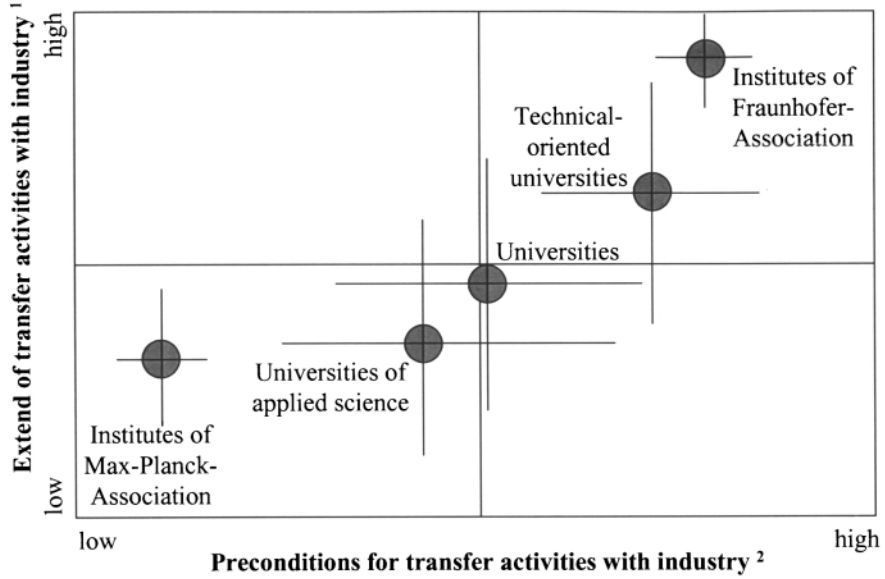 Extend of transfer activities with industry ¹
high
low
Institutes of
Fraunhofer-
Association
Technical-
oriented
universities
Universities
Universities of
applied science
Institutes of
Max-Planck-
Association
low
high
Preconditions for transfer activities with industry ²